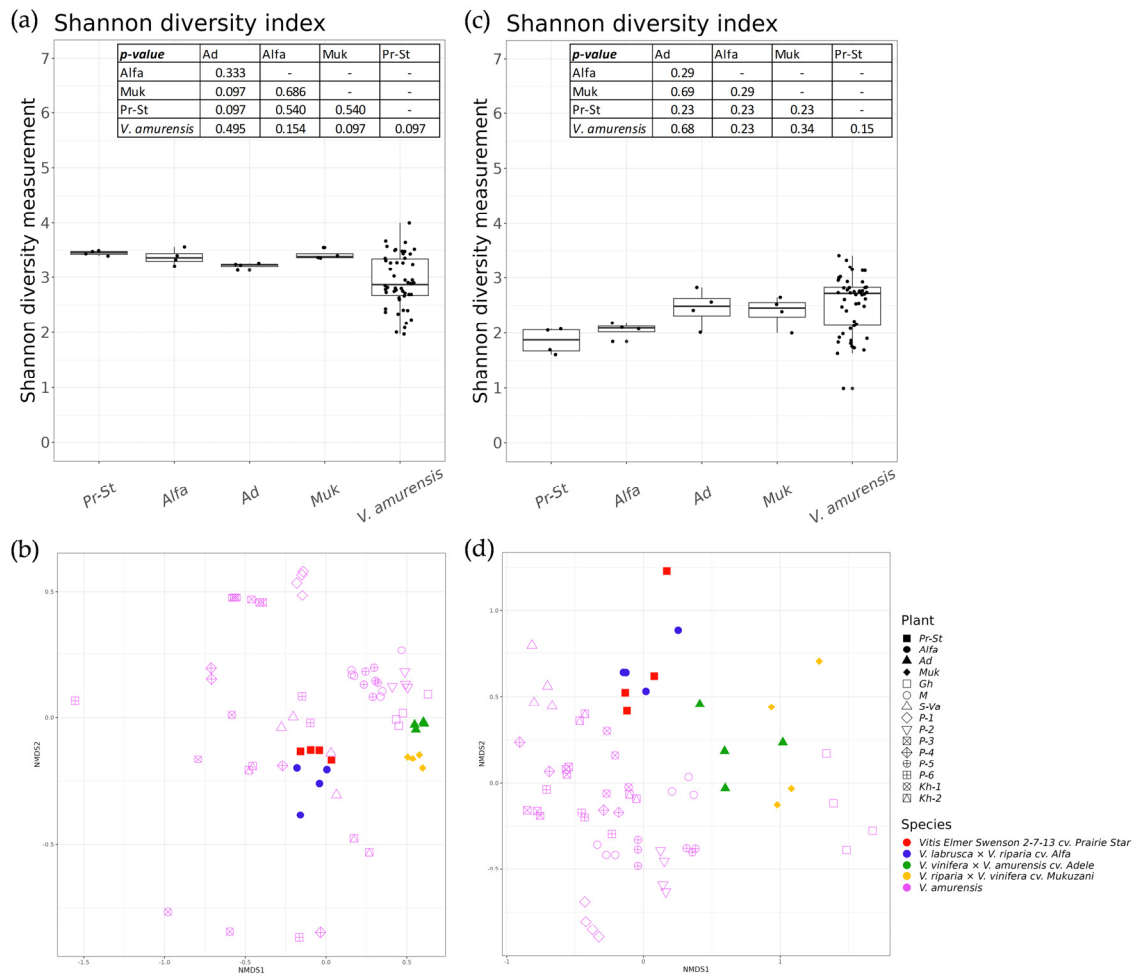 (a)
Shannon diversity index
p-value Ad Alfa Muk Pr-St
Alfa 0.333 - - -
Muk 0.097 0.686 - -
Pr-St 0.097 0.540 0.540 -
V. amurensis 0.495 0.154 0.097 0.097
Shannon diversity measurement
7
6
5
4
3
2
1
0
Pr-St Alfa Ad Muk V. amurensis
(c)
Shannon diversity index
p-value Ad Alfa Muk Pr-St
Alfa 0.29 - - -
Muk 0.69 0.29 - -
Pr-St 0.23 0.23 0.23 -
V. amurensis 0.68 0.23 0.34 0.15
Shannon diversity measurement
7
6
5
4
3
2
1
0
Pr-St Alfa Ad Muk V. amurensis
(b)
NMDS2
0.5
0.0
-0.5
-1.5 -1.0 -0.5 0.0 0.5
NMDS1
(d)
NMDS2
1.0
0.5
0.0
-0.5
-1 0 1
NMDS1
Plant
Pr-St
Alfa
Ad
Muk
Gh
M
S-Va
P-1
P-2
P-3
P-4
P-5
P-6
Kh-1
Kh-2
Species
Vitis Elmer Swenson 2-7-13 cv. Prairie Star
V. labrusca × V. riparia cv. Alfa
V. vinifera × V. amurensis cv. Adele
V. riparia × V. vinifera cv. Mukuzani
V. amurensis